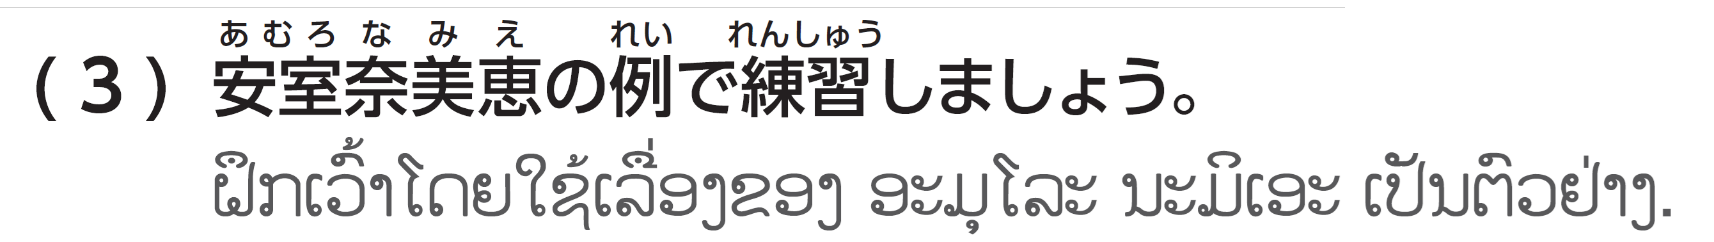 あむろなみえ れい れんしゅう
(3) 安室奈美恵の例で練習しましょう。
ຝຶກເວົ້າໂດຍໃຊ້ເລື່ອງຂອງ ອະມຸໂລະ ນະມິເອະ ເປັນຕົວຢ່າງ.